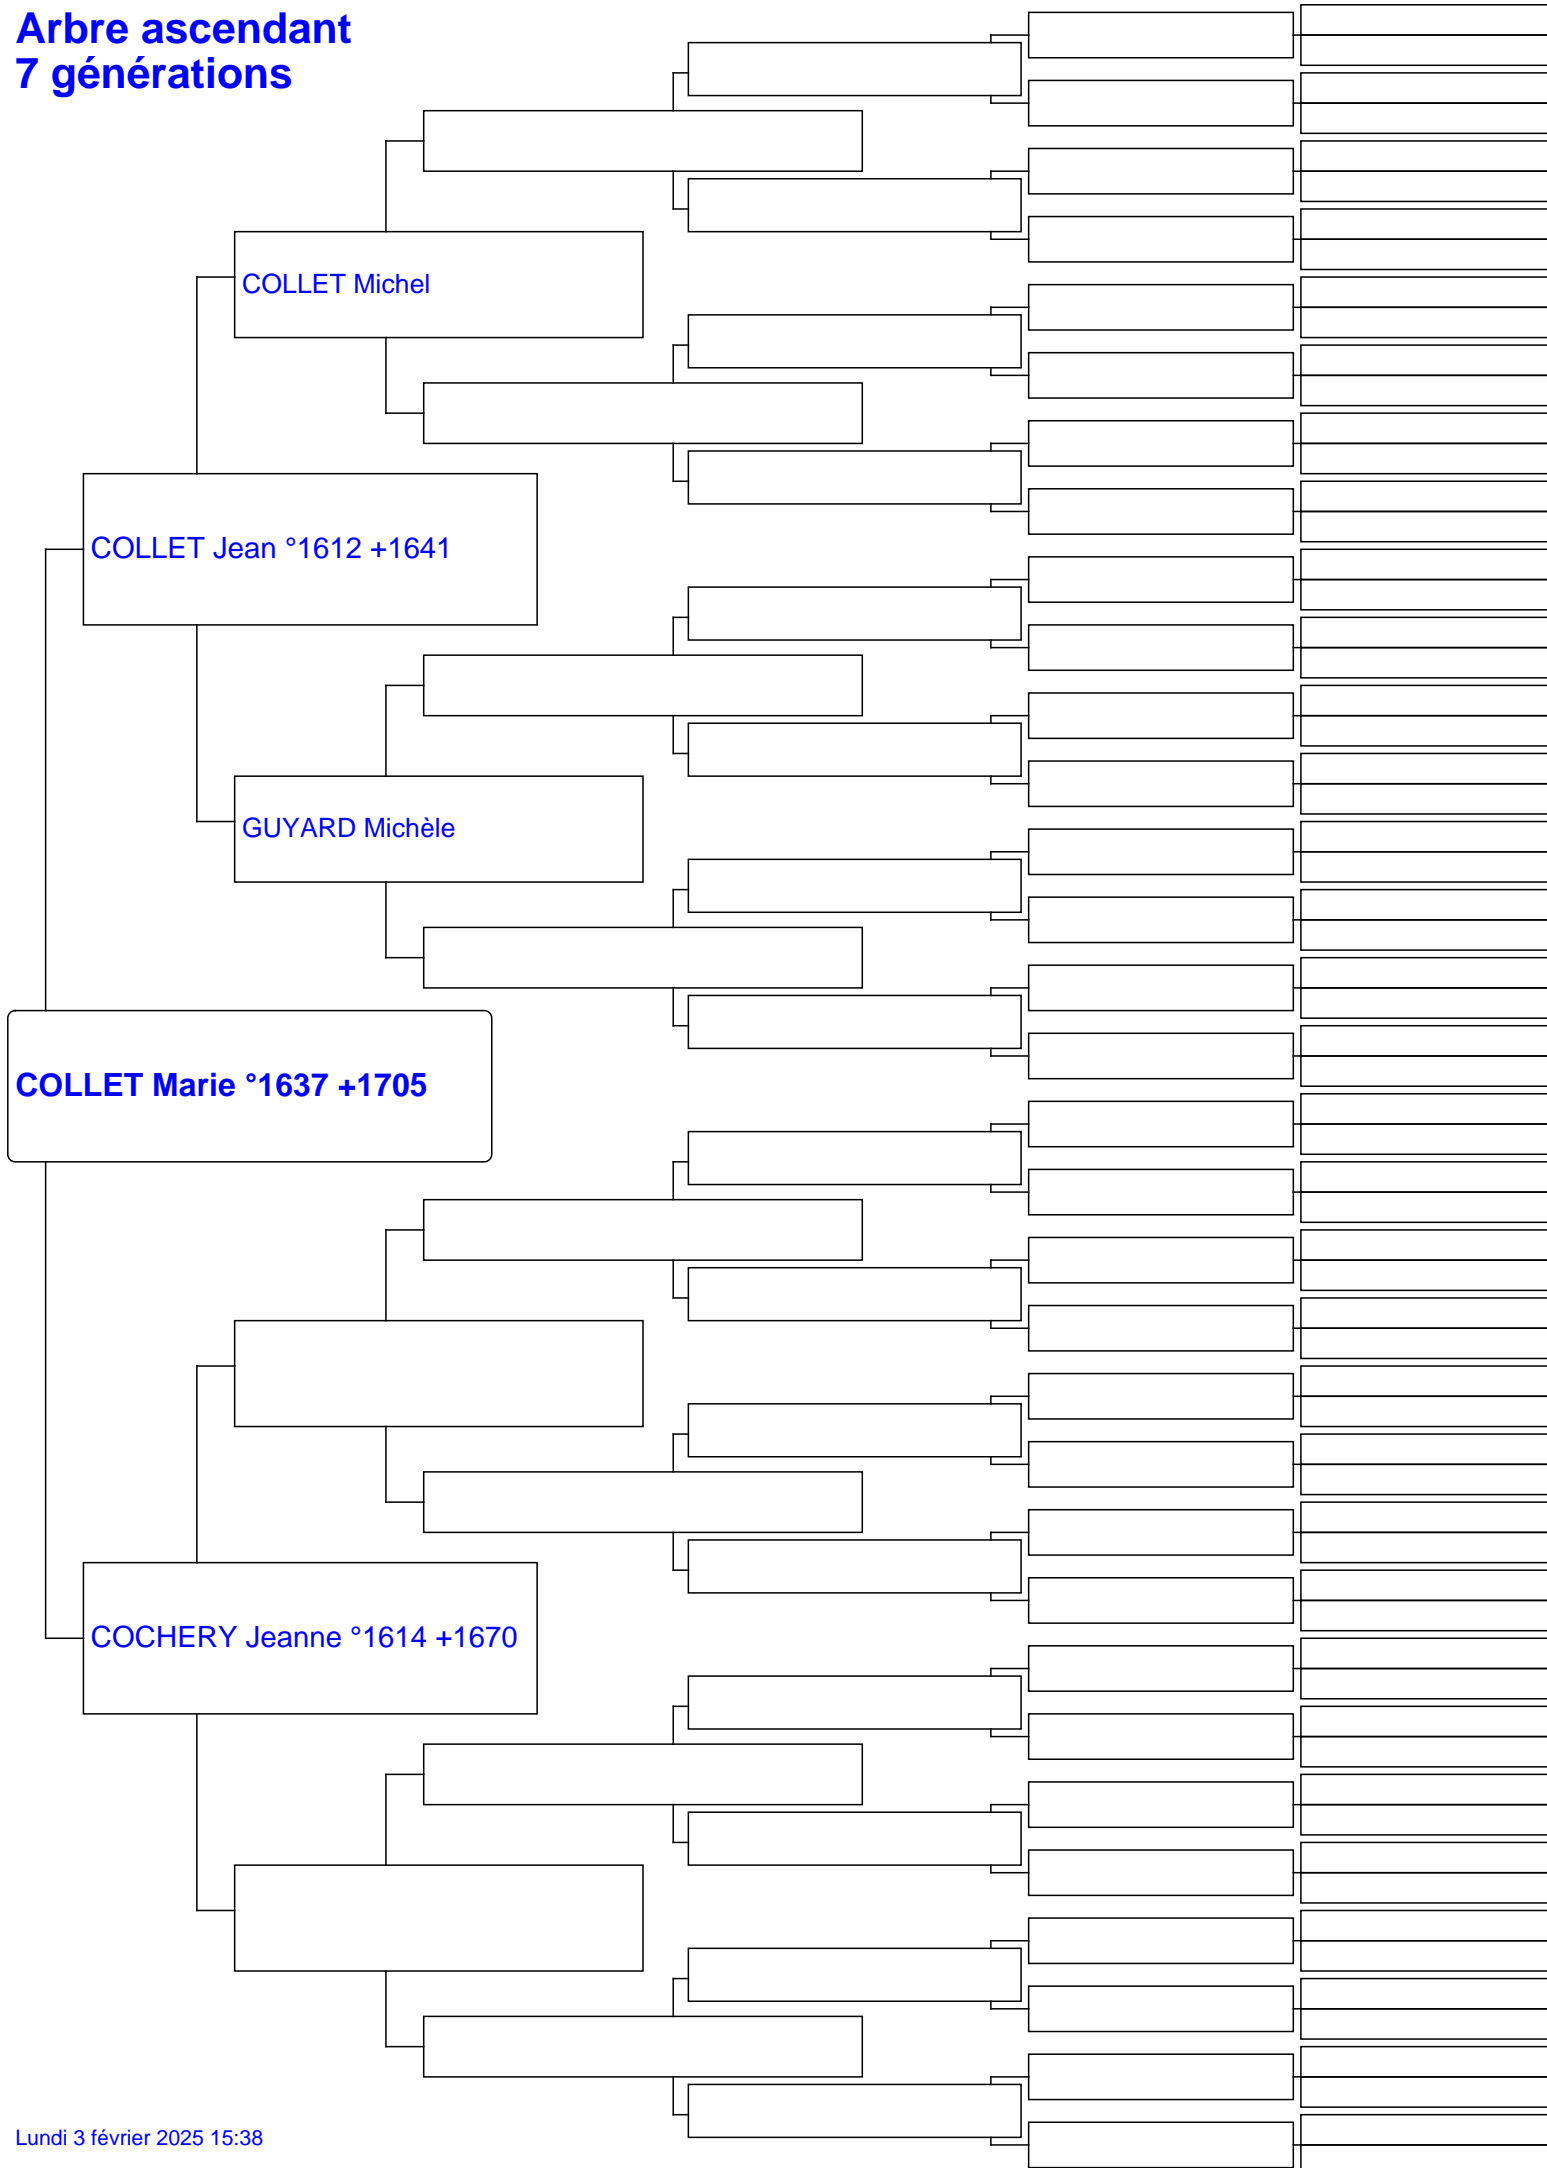 Arbre ascendant
7 générations
COLLET Michel
COLLET Jean °1612 +1641
GUYARD Michèle
COLLET Marie °1637 +1705
COCHERY Jeanne °1614 +1670
Lundi 3 février 2025 15:38